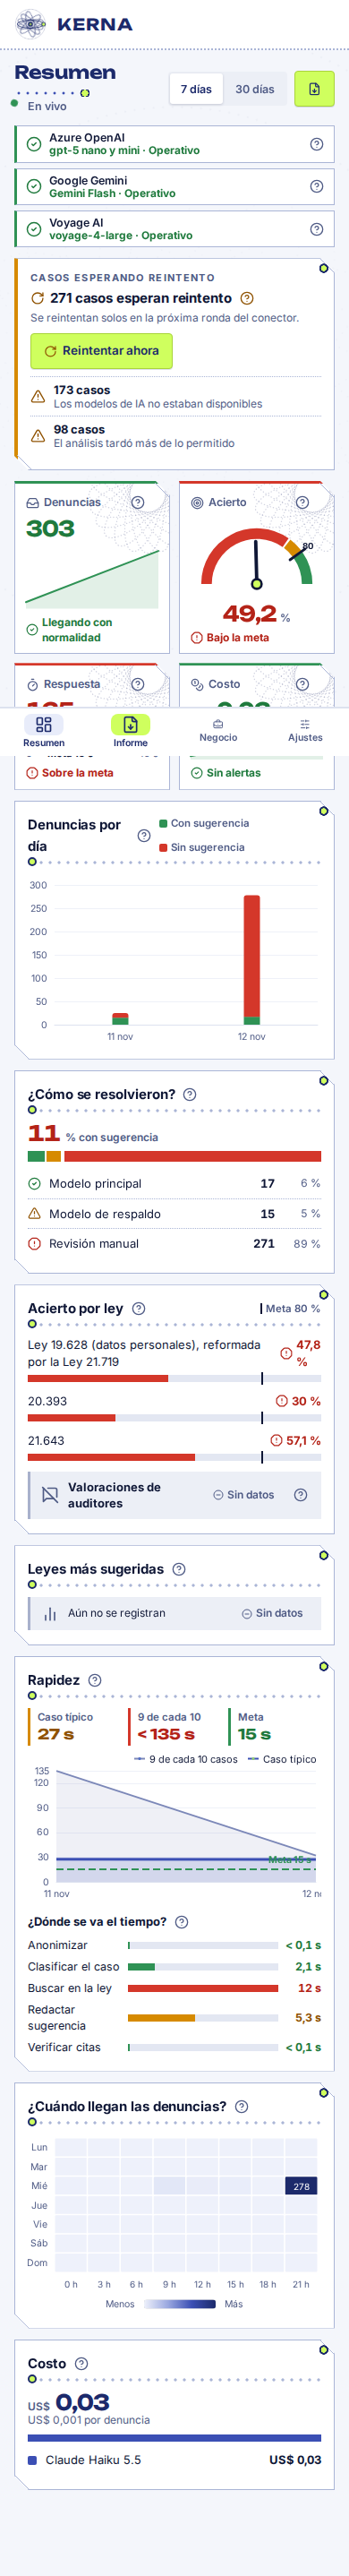 KERNA
Resumen
En vivo
7 días
30 días
Azure OpenAI
gpt-5 nano y mini · Operativo
Google Gemini
Gemini Flash · Operativo
Voyage AI
voyage-4-large · Operativo
CASOS ESPERANDO REINTENTO
271 casos esperan reintento
Se reintentan solos en la próxima ronda del conector.
Reintentar ahora
173 casos
Los modelos de IA no estaban disponibles
98 casos
El análisis tardó más de lo permitido
Denuncias
303
Llegando con
normalidad
Acierto
80
49,2 %
Bajo la meta
Respuesta
Costo
Resumen
Informe
Negocio
Ajustes
Sobre la meta
Sin alertas
Denuncias por
día
Con sugerencia
Sin sugerencia
300
250
200
150
100
50
0
11 nov
12 nov
¿Cómo se resolvieron?
11 % con sugerencia
Modelo principal 17 6 %
Modelo de respaldo 15 5 %
Revisión manual 271 89 %
Acierto por ley
Meta 80 %
Ley 19.628 (datos personales), reformada
por la Ley 21.719
47,8
%
20.393 30 %
21.643 57,1 %
Valoraciones de
auditores
Sin datos
Leyes más sugeridas
Aún no se registran
Sin datos
Rapidez
Caso típico
27 s
9 de cada 10
< 135 s
Meta
15 s
9 de cada 10 casos
Caso típico
135
120
90
60
30
0
Meta 15 s
11 nov
12 n
¿Dónde se va el tiempo?
Anonimizar < 0,1 s
Clasificar el caso 2,1 s
Buscar en la ley 12 s
Redactar
sugerencia
5,3 s
Verificar citas < 0,1 s
¿Cuándo llegan las denuncias?
Lun
Mar
Mié
278
Jue
Vie
Sáb
Dom
0 h 3 h 6 h 9 h 12 h 15 h 18 h 21 h
Menos
Más
Costo
US$ 0,03
US$ 0,001 por denuncia
Claude Haiku 5.5 US$ 0,03